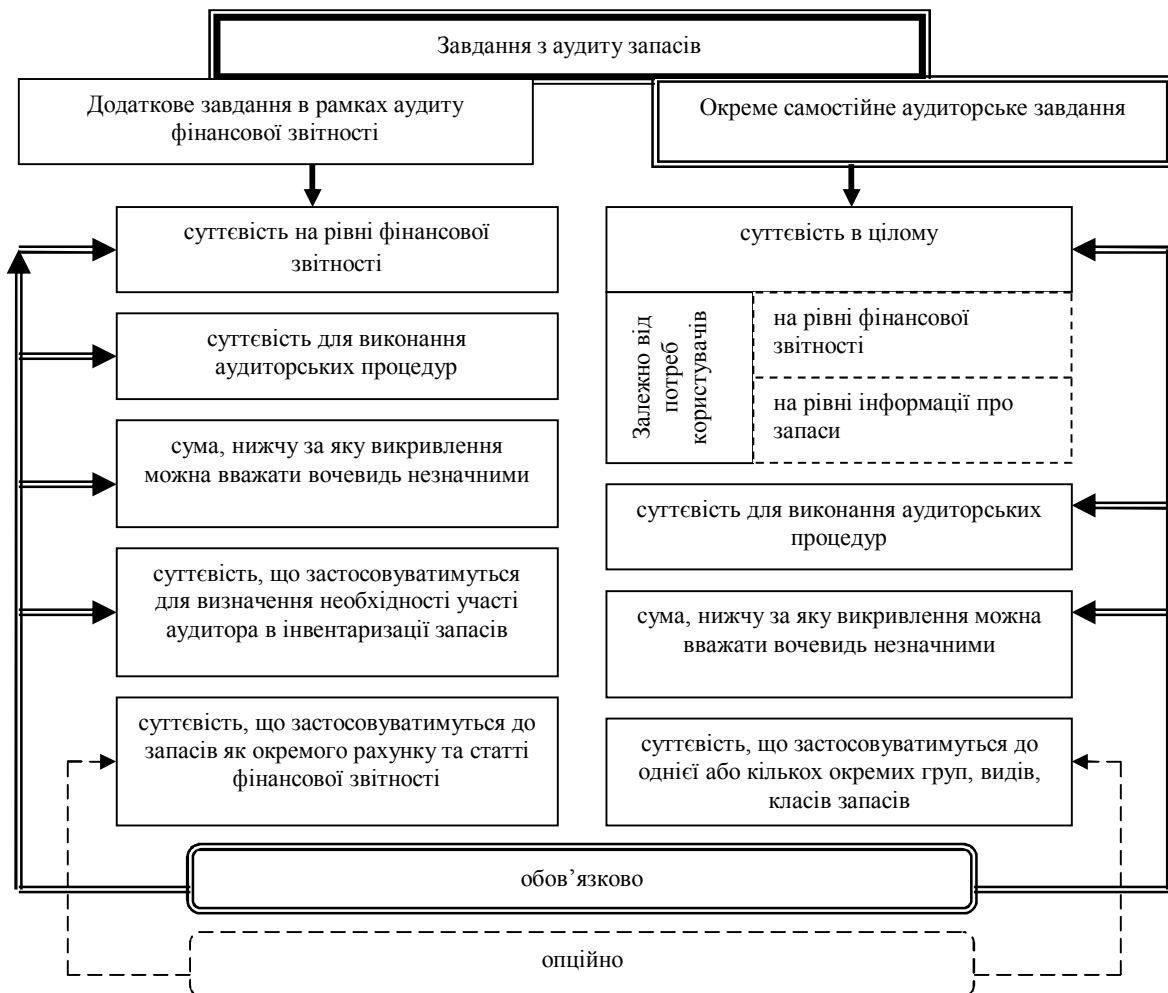 Завдання з аудиту запасів
Додаткове завдання в рамках аудиту
фінансової звітності
Окреме самостійне аудиторське завдання
суттєвість на рівні фінансової
звітності
суттєвість для виконання
аудиторських процедур
сума, нижчу за яку викривлення
можна вважати вочевидь незначними
суттєвість, що застосовуватимуться
для визначення необхідності участі
аудитора в інвентаризації запасів
суттєвість, що застосовуватимуться до
запасів як окремого рахунку та статті
фінансової звітності
суттєвість в цілому
Залежно від
потреб
користувачів
на рівні фінансової
звітності
на рівні інформації про
запаси
суттєвість для виконання аудиторських
процедур
сума, нижчу за яку викривлення можна
вважати вочевидь незначними
суттєвість, що застосовуватимуться до
однієї або кількох окремих груп, видів,
класів запасів
обов’язково
опційно